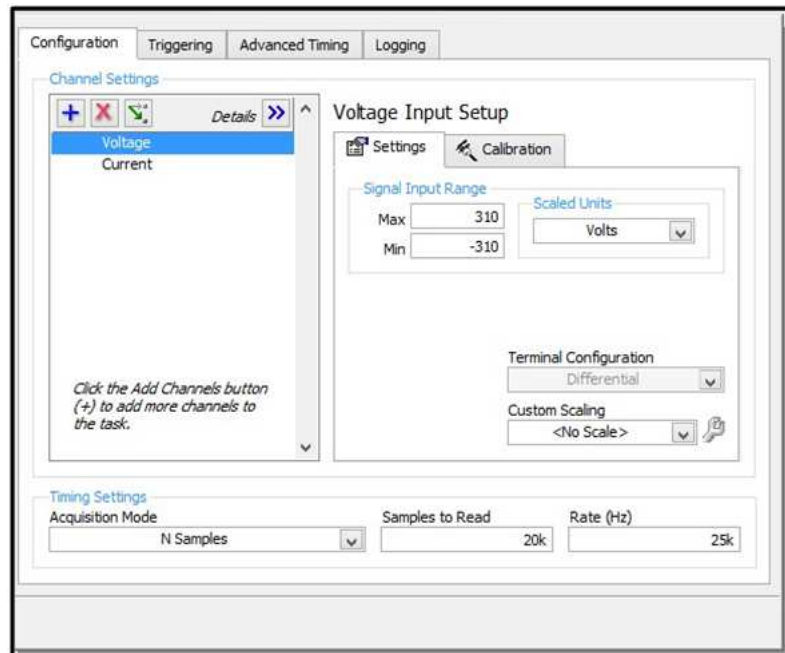 Configuration Triggering Advanced Timing Logging
Channel Settings
Details
Voltage
Current
Click the Add Channels button
(+) to add more channels to
the task.
Voltage Input Setup
Settings Calibration
Signal Input Range
Max 310
Min -310
Scaled Units
Volts
Terminal Configuration
Differential
Custom Scaling
<No Scale>
Timing Settings
Acquisition Mode
N Samples
Samples to Read
20k
Rate (Hz)
25k